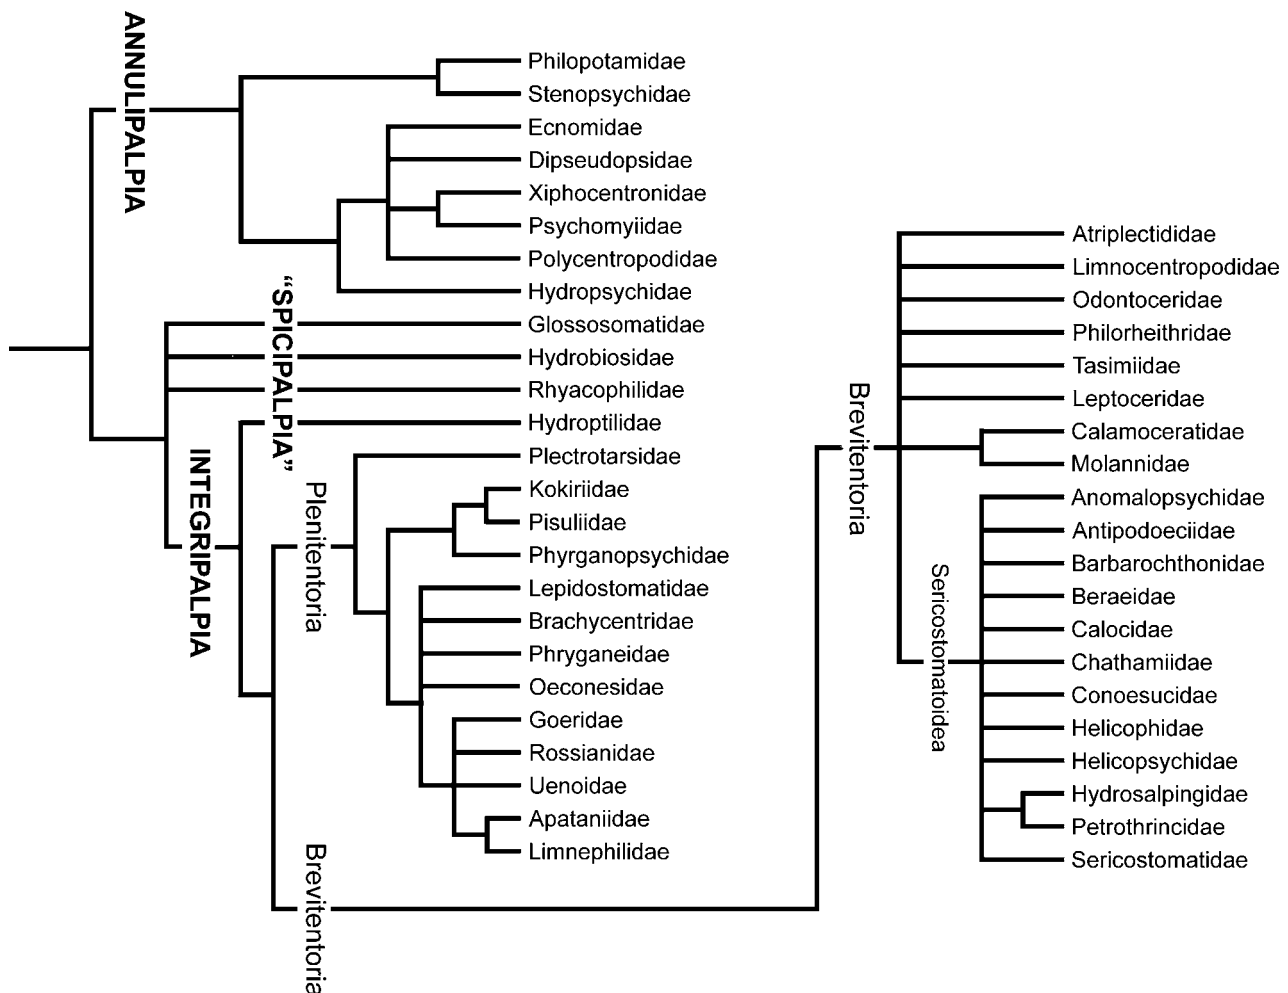 ANNULIPALPIA
Philopotamidae
Stenopsychidae
Ecnomidae
Dipseudopsidae
Xiphocentronidae
Psychomyiidae
Polycentropodidae
Hydropsychidae
“SPICIPALPIA”
Glossosomatidae
Hydrobiosidae
Rhyacophilidae
Hydroptilidae
INTEGRIPALPIA
Plenitentoria
Plectrotarsidae
Kokiriidae
Pisuliidae
Phyrganopsychidae
Lepidostomatidae
Brachycentridae
Phryganeidae
Oeconesidae
Goeridae
Rossianidae
Uenoidae
Apataniidae
Limnephilidae
Brevitentoria
Brevitentoria
Atriplectididae
Limnocentropodidae
Odontoceridae
Philorheithridae
Tasimiidae
Leptoceridae
Calamoceratidae
Molannidae
Sericostomatoidea
Anomalopsychidae
Antipodoeciidae
Barbarochthonidae
Beraeidae
Calocidae
Chathamiidae
Conoesucidae
Helicophidae
Helicopsychidae
Hydrosalpingidae
Petrothrincidae
Sericostomatidae